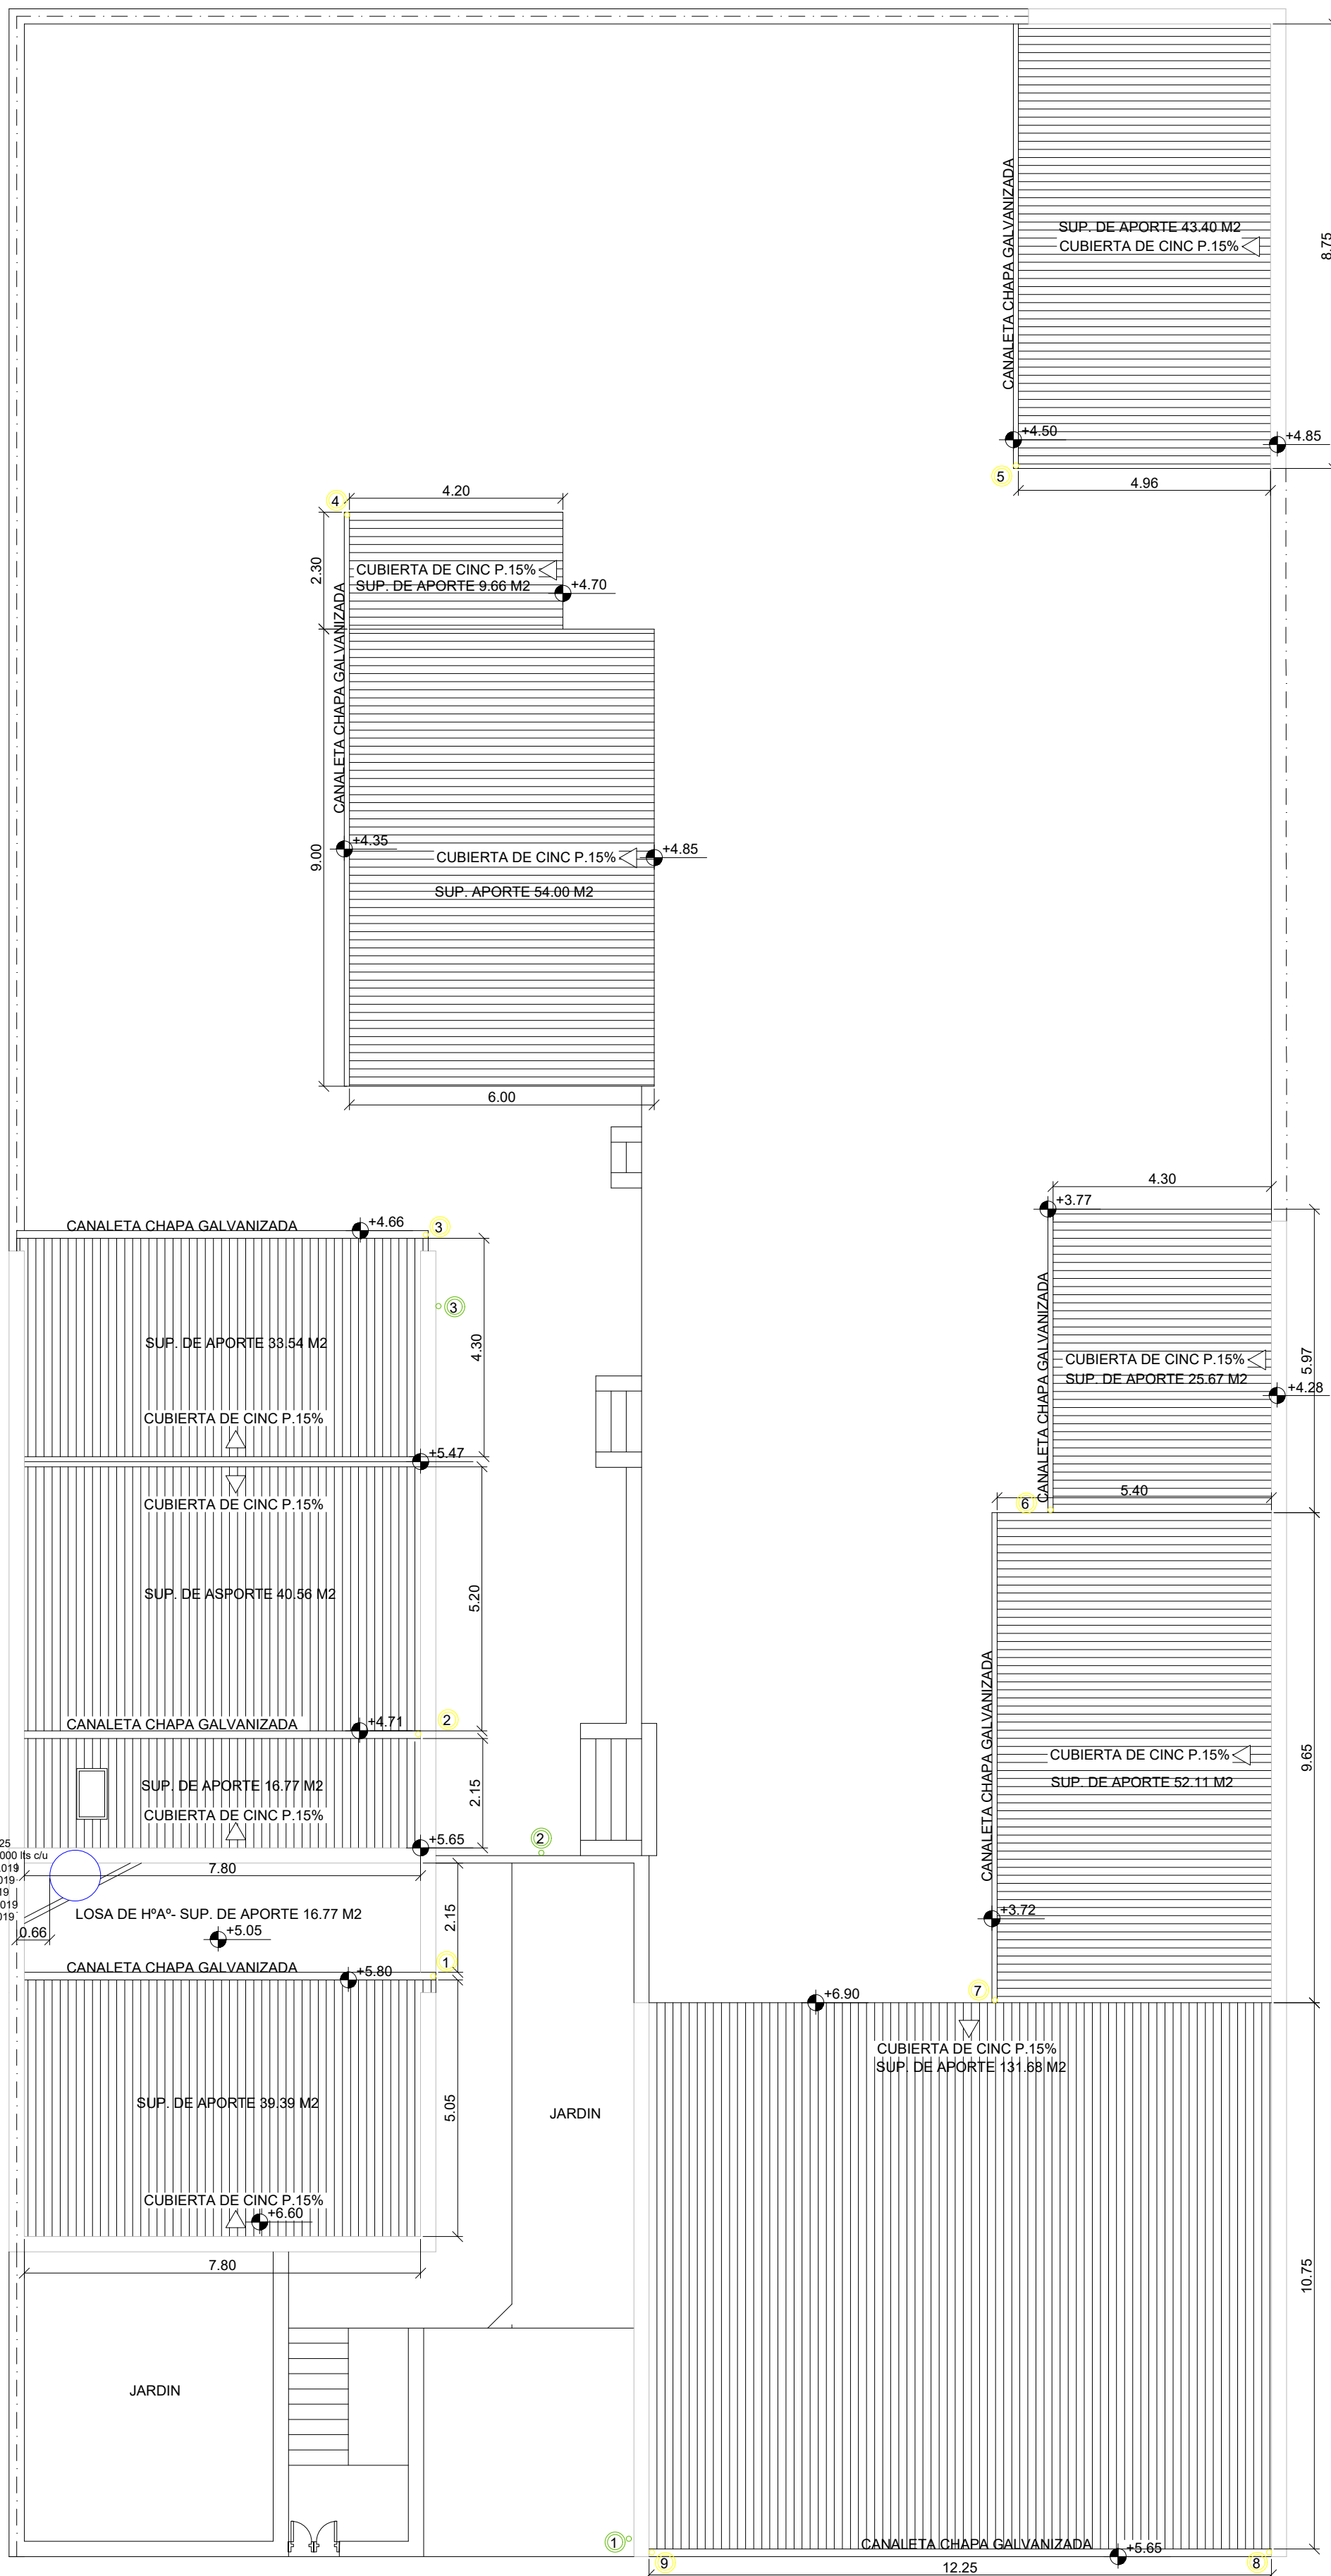 CANALETA CHAPA GALVANIZADA
SUP. DE APORTE 43.40 M2
CUBIERTA DE CINC P.15%
8.75
+4.50
+4.85
5
4.96
4
4.20
2.30
CUBIERTA DE CINC P.15%
SUP. DE APORTE 9.66 M2
+4.70
CANALETA CHAPA GALVANIZADA
9.00
+4.35
CUBIERTA DE CINC P.15%
+4.85
SUP. APORTE 54.00 M2
6.00
4.30
+3.77
CANALETA CHAPA GALVANIZADA
+4.66
3
3
SUP. DE APORTE 33.54 M2
4.30
CUBIERTA DE CINC P.15%
+5.47
CUBIERTA DE CINC P.15%
CANALETA CHAPA GALVANIZADA
CUBIERTA DE CINC P.15%
SUP. DE APORTE 25.67 M2
5.97
+4.28
5.40
6
SUP. DE ASPORTE 40.56 M2
5.20
CANALETA CHAPA GALVANIZADA
+4.71
2
SUP. DE APORTE 16.77 M2
CUBIERTA DE CINC P.15%
2.15
CANALETA CHAPA GALVANIZADA
CUBIERTA DE CINC P.15%
SUP. DE APORTE 52.11 M2
9.65
+5.65
2
25
000 lts c/u
.019
019
19
019
019
7.80
0.66
LOSA DE HºAº- SUP. DE APORTE 16.77 M2
+5.05
2.15
+3.72
CANALETA CHAPA GALVANIZADA
+5.80
1
7
+6.90
CUBIERTA DE CINC P.15%
SUP. DE APORTE 131.68 M2
SUP. DE APORTE 39.39 M2
5.05
JARDIN
CUBIERTA DE CINC P.15%
+6.60
7.80
10.75
JARDIN
1
CANALETA CHAPA GALVANIZADA
+5.65
9
12.25
8